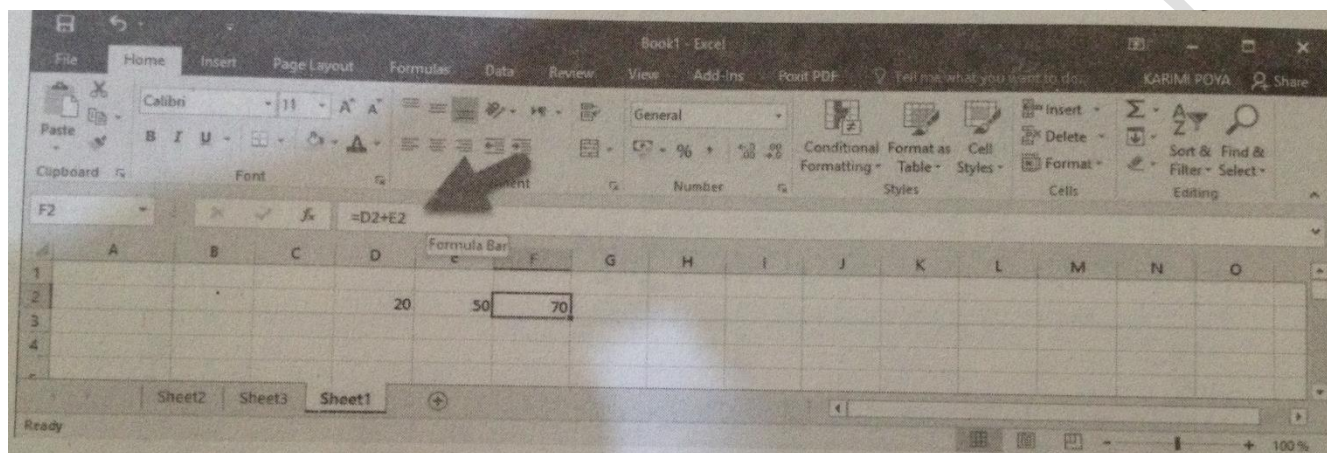 Book1 - Excel
File Home Insert Page Layout Formulas Data Review View Add-Ins Foxit PDF Tell me what you want to do... KARIMI POYA Share
Calibri 11 A A General Insert
Paste B I U A % Conditional Format as Cell Delete Sort & Find &
Formatting Table Styles Format Filter Select
Clipboard Font Number Styles Cells Editing
F2 fx =D2+E2
Formula Bar
A B C D F G H I J K L M N O
1
2 20 50 70
3
4
Sheet2 Sheet3 Sheet1
Ready 100%